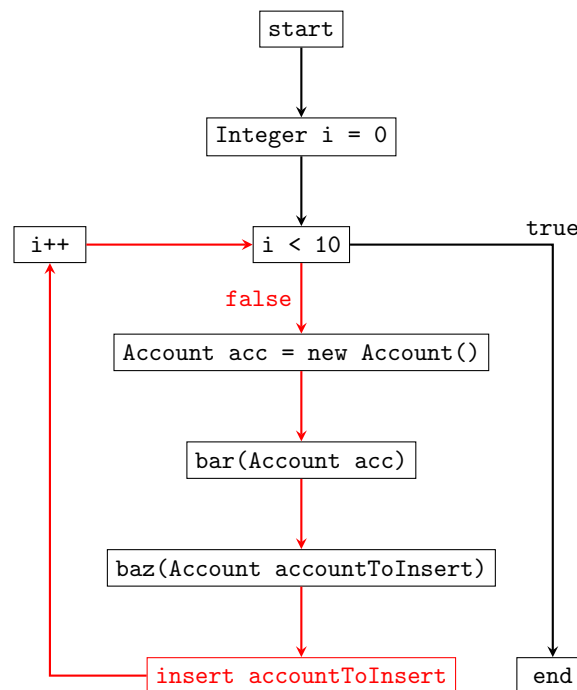 start
Integer i = 0
true
i++
i < 10
false
Account acc = new Account()
bar(Account acc)
baz(Account accountToInsert)
insert accountToInsert
end